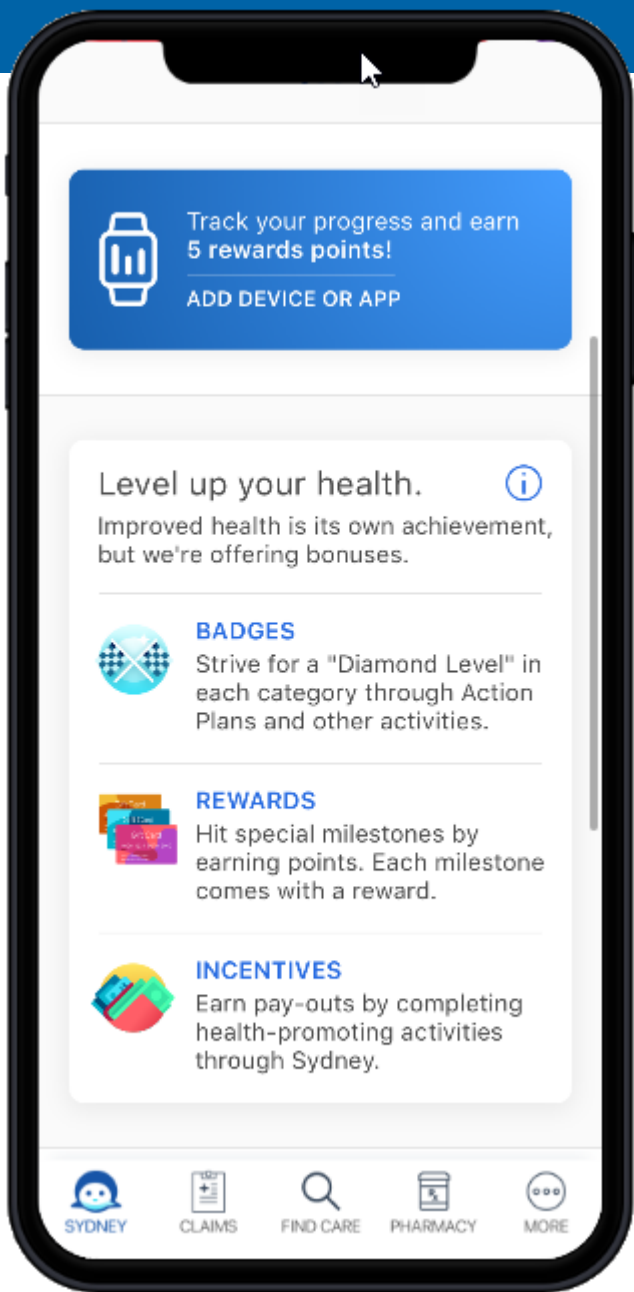 Track your progress and earn
5 rewards points!
ADD DEVICE OR APP
Level up your health.
Improved health is its own achievement,
but we're offering bonuses.
BADGES
Strive for a "Diamond Level" in
each category through Action
Plans and other activities.
REWARDS
Hit special milestones by
earning points. Each milestone
comes with a reward.
INCENTIVES
Earn pay-outs by completing
health-promoting activities
through Sydney.
SYDNEY
CLAIMS
FIND CARE
PHARMACY
MORE